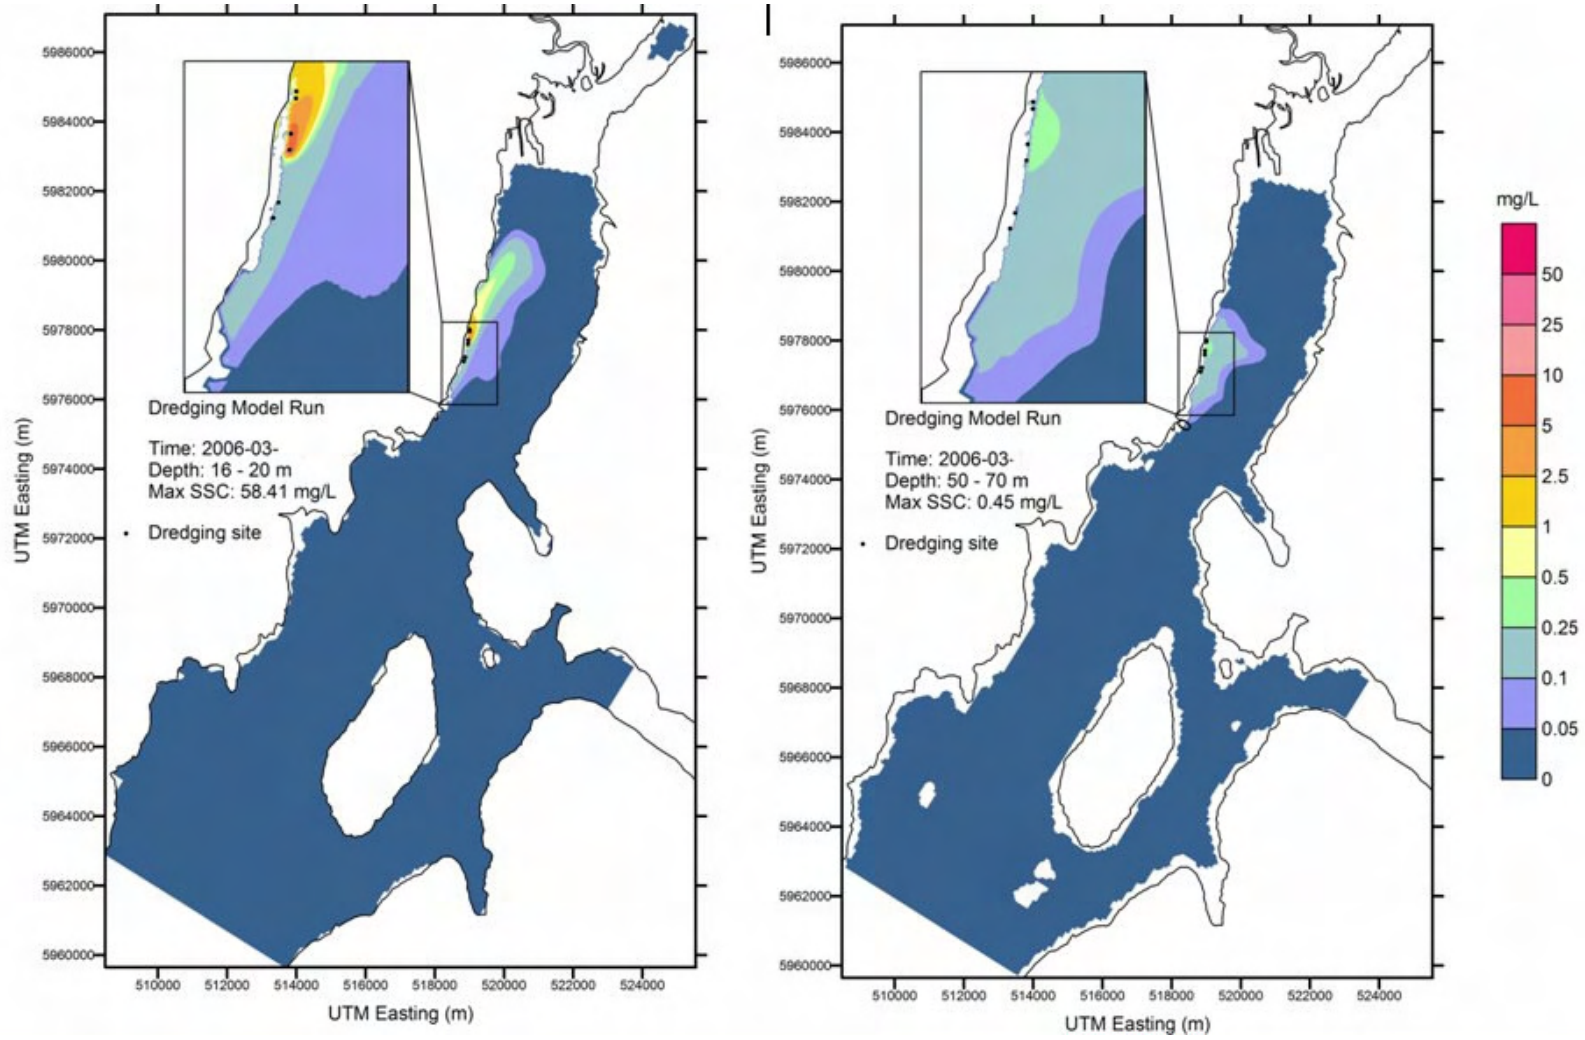 5986000
5984000
5982000
5980000
5978000
5976000
5974000
5972000
5970000
5968000
5966000
5964000
5962000
5960000
UTM Easting (m)
Dredging Model Run
Time: 2006-03-
Depth: 16 - 20 m
Max SSC: 58.41 mg/L
Dredging site
510000 512000 514000 516000 518000 520000 522000 524000
UTM Easting (m)
5986000
5984000
5982000
5980000
5978000
5976000
5974000
5972000
5970000
5968000
5966000
5964000
5962000
5960000
UTM Easting (m)
Dredging Model Run
Time: 2006-03-
Depth: 50 - 70 m
Max SSC: 0.45 mg/L
Dredging site
510000 512000 514000 516000 518000 520000 522000 524000
UTM Easting (m)
mg/L
50
25
10
5
2.5
1
0.5
0.25
0.1
0.05
0